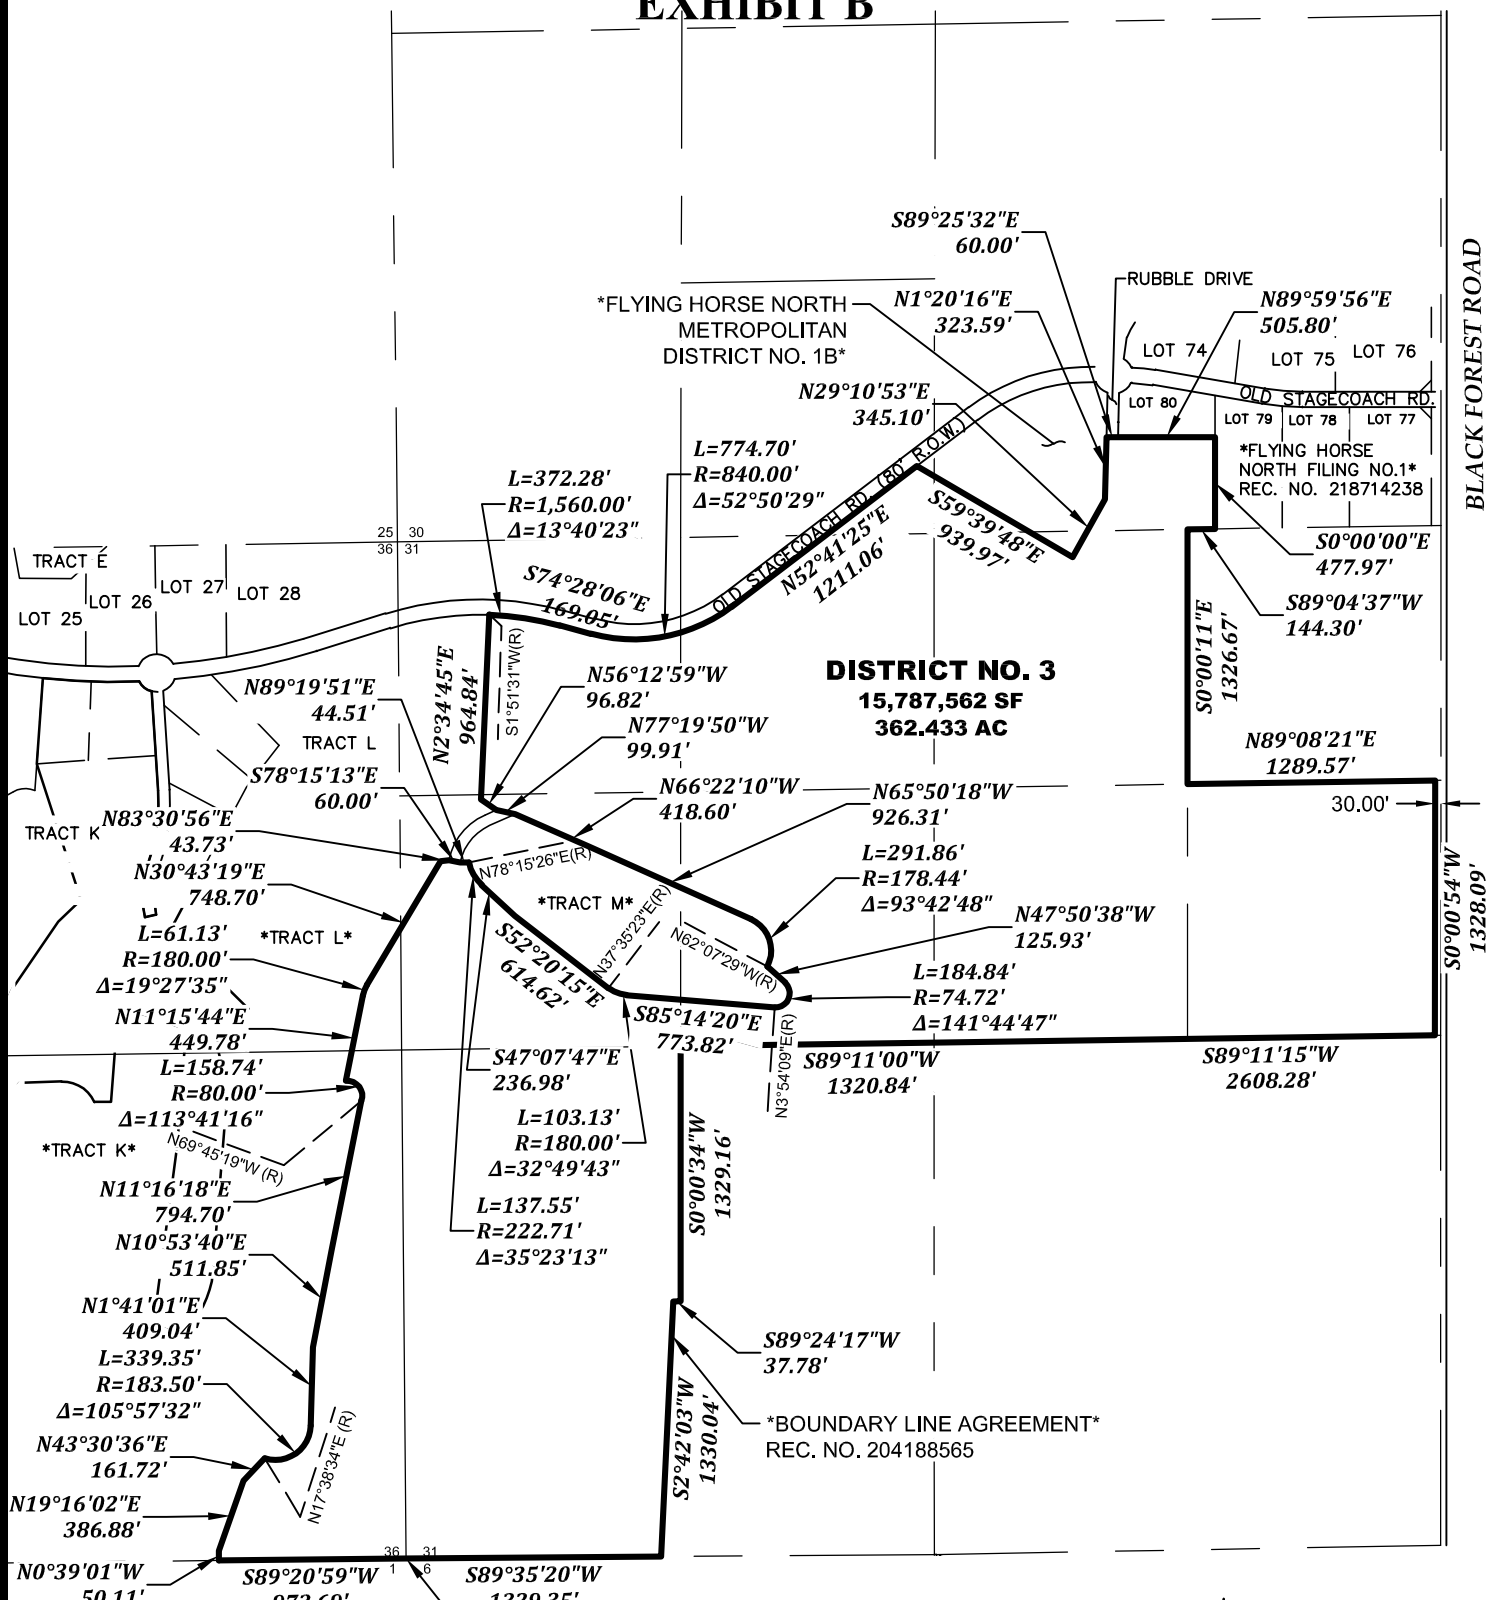 EXHIBIT B
S89°25'32"E
60.00'
RUBBLE DRIVE
*FLYING HORSE NORTH
METROPOLITAN
DISTRICT NO. 1B*
N1°20'16"E
323.59'
N89°59'56"E
505.80'
BLACK FOREST ROAD
LOT 74
LOT 75
LOT 76
N29°10'53"E
345.10'
LOT 80
OLD STAGECOACH RD.
LOT 79
LOT 78
LOT 77
*FLYING HORSE
NORTH FILING NO.1*
REC. NO. 218714238
L=774.70'
R=840.00'
Δ=52°50'29"
L=372.28'
R=1,560.00'
Δ=13°40'23"
OLD STAGECOACH RD. (80' R.O.W.)
N52°41'25"E
1211.06'
S59°39'48"E
939.97'
25 30
36 31
S0°00'00"E
477.97'
TRACT E
LOT 25
LOT 26
LOT 27
LOT 28
S74°28'06"E
169.05'
S89°04'37"W
144.30'
S0°00'11"E
1326.67'
N2°34'45"E
964.84'
S1°51'31"W(R)
N56°12'59"W
96.82'
DISTRICT NO. 3
15,787,562 SF
362.433 AC
N89°19'51"E
44.51'
TRACT L
N77°19'50"W
99.91'
N89°08'21"E
1289.57'
S78°15'13"E
60.00'
N66°22'10"W
418.60'
N65°50'18"W
926.31'
30.00'
TRACT K
N83°30'56"E
43.73'
N30°43'19"E
748.70'
N78°15'26"E(R)
L=291.86'
R=178.44'
Δ=93°42'48"
S0°00'54"W
1328.09'
*TRACT M*
N37°35'23"E(R)
N62°07'29"W(R)
N47°50'38"W
125.93'
L=61.13'
R=180.00'
Δ=19°27'35"
*TRACT L*
S52°20'15"E
614.62'
L=184.84'
R=74.72'
Δ=141°44'47"
N11°15'44"E
449.78'
S85°14'20"E
773.82'
N3°54'09"E(R)
S89°11'00"W
1320.84'
S89°11'15"W
2608.28'
S47°07'47"E
236.98'
L=158.74'
R=80.00'
Δ=113°41'16"
*TRACT K*
N69°45'19"W (R)
L=103.13'
R=180.00'
Δ=32°49'43"
S0°00'34"W
1329.16'
N11°16'18"E
794.70'
L=137.55'
R=222.71'
Δ=35°23'13"
N10°53'40"E
511.85'
N1°41'01"E
409.04'
S89°24'17"W
37.78'
L=339.35'
R=183.50'
Δ=105°57'32"
S2°42'03"W
1330.04'
*BOUNDARY LINE AGREEMENT*
REC. NO. 204188565
N43°30'36"E
161.72'
N17°38'34"E (R)
N19°16'02"E
386.88'
36 31
1 6
N0°39'01"W
50.11'
S89°20'59"W
S89°35'20"W